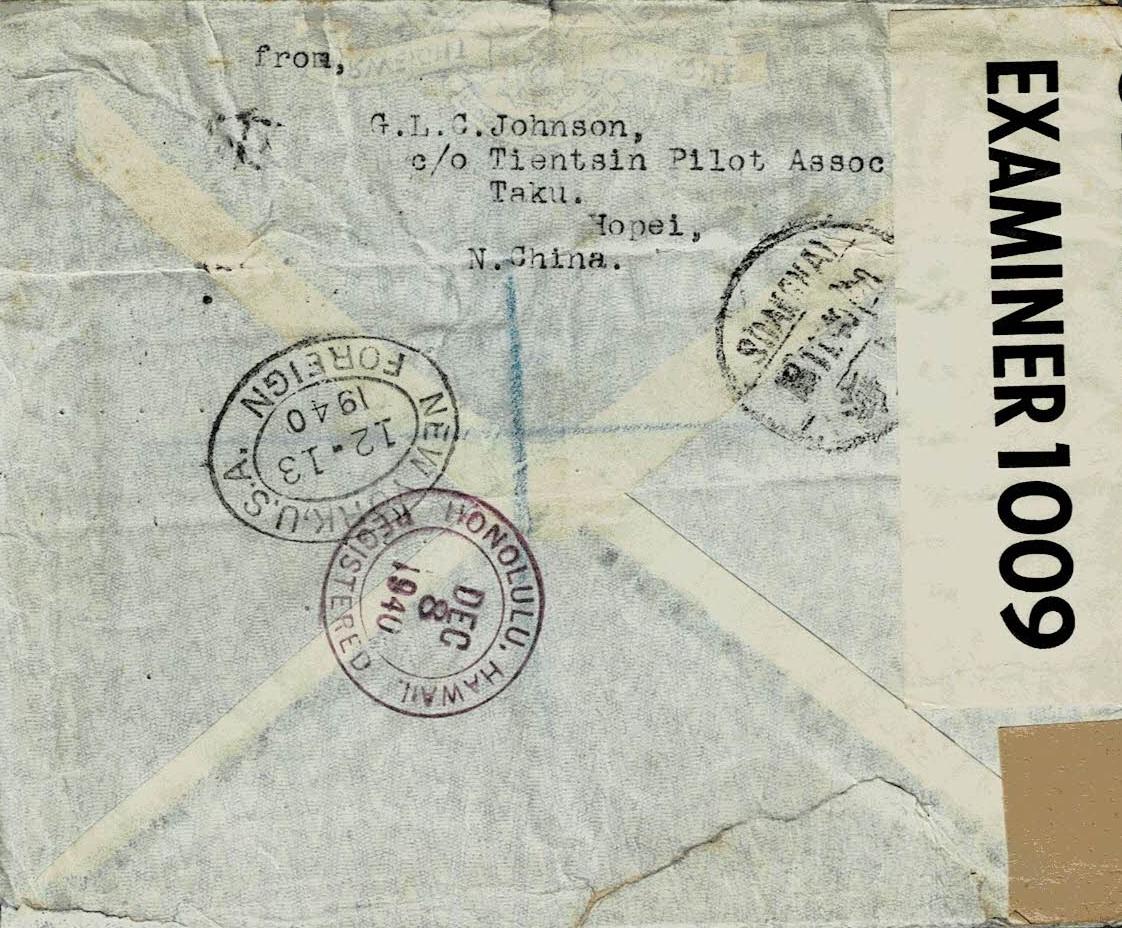 from,
G.L.C.Johnson,
c/o Tientsin Pilot Assoc
Taku.
Hopei,
N.China.
EXAMINER 1009
SHANGHAI
FOREIGN
NEW YORK, U.S.A.
12-13
1940
HONOLULU, HAWAII.
REGISTERED
DEC
8
1940